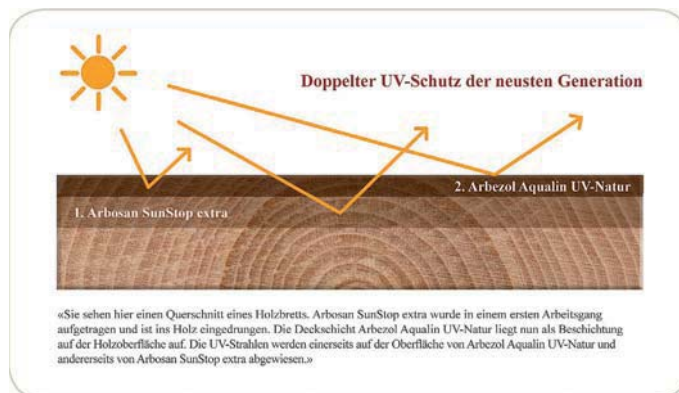 Doppelter UV-Schutz der neusten Generation
2. Arbezol Aqualin UV-Natur
1. Arbosan SunStop extra
«Sie sehen hier einen Querschnitt eines Holzbretts. Arbosan SunStop extra wurde in einem ersten Arbeitsgang
aufgetragen und ist ins Holz eingedrungen. Die Deckschicht Arbezol Aqualin UV-Natur liegt nun als Beschichtung
auf der Holzoberfläche auf. Die UV-Strahlen werden einerseits auf der Oberfläche von Arbezol Aqualin UV-Natur und
andererseits von Arbosan SunStop extra abgewiesen.»